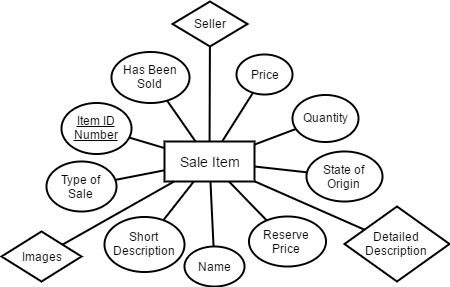 Seller
Has Been
Sold
Price
Item ID
Number
Quantity
Sale Item
Type of
Sale
State of
Origin
Short
Description
Reserve
Price
Detailed
Description
Images
Name